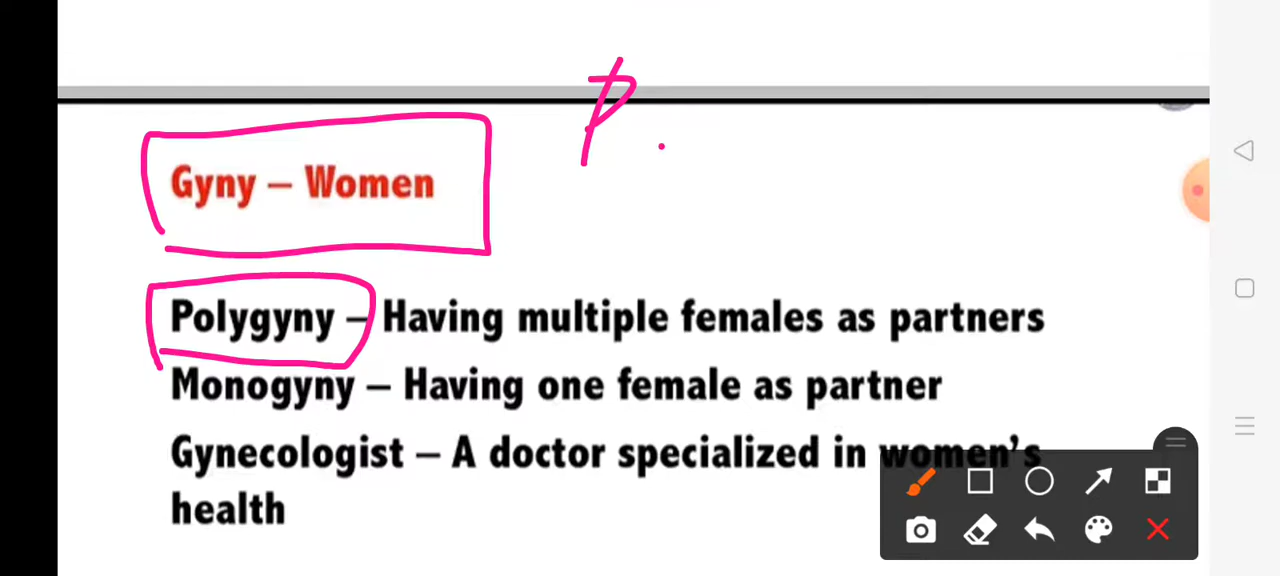 p
Gyny – Women
Polygyny – Having multiple females as partners
Monogyny – Having one female as partner
Gynecologist – A doctor specialized in women's
health